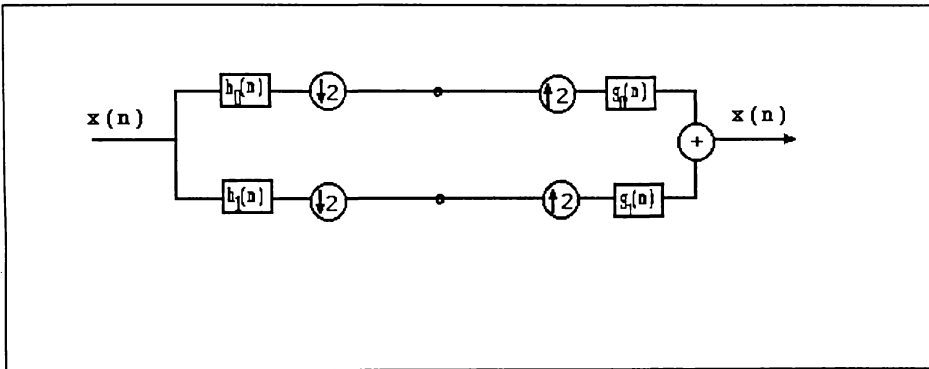 h₀(n) ↓2 ↑2 g₀(n)
x(n) + x(n)
h₁(n) ↓2 ↑2 g₁(n)